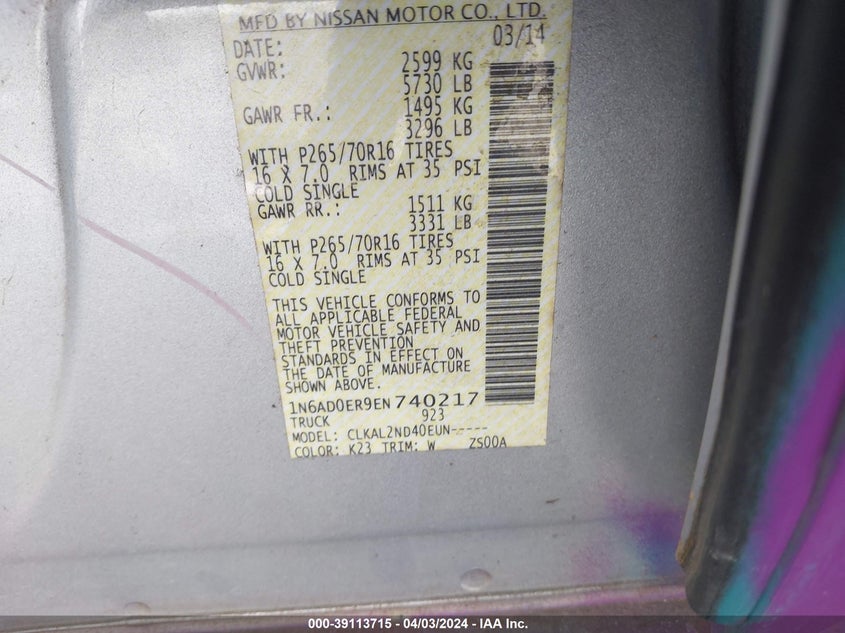 MFD BY NISSAN MOTOR CO., LTD.
DATE: 03/14
GVWR: 2599 KG
5730 LB
GAWR FR.: 1495 KG
3296 LB
WITH P265/70R16 TIRES
16 X 7.0 RIMS AT 35 PSI
COLD SINGLE
GAWR RR.: 1511 KG
3331 LB
WITH P265/70R16 TIRES
16 X 7.0 RIMS AT 35 PSI
COLD SINGLE
THIS VEHICLE CONFORMS TO
ALL APPLICABLE FEDERAL
MOTOR VEHICLE SAFETY AND
THEFT PREVENTION
STANDARDS IN EFFECT ON
THE DATE OF MANUFACTURE
SHOWN ABOVE.
1N6AD0ER9EN740217
TRUCK 923
MODEL: CLKAL2ND40EUN-----
COLOR: K23 TRIM: W ZS00A
000-39113715 - 04/03/2024 - IAA Inc.